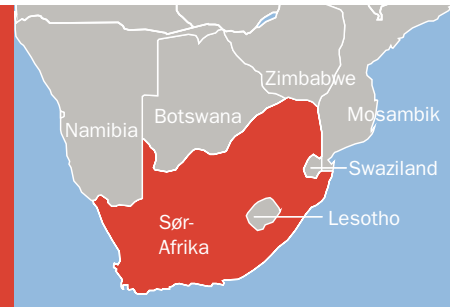 Zimbabwe
Mosambik
Botswana
Namibia
Swaziland
Lesotho
Sør-
Afrika